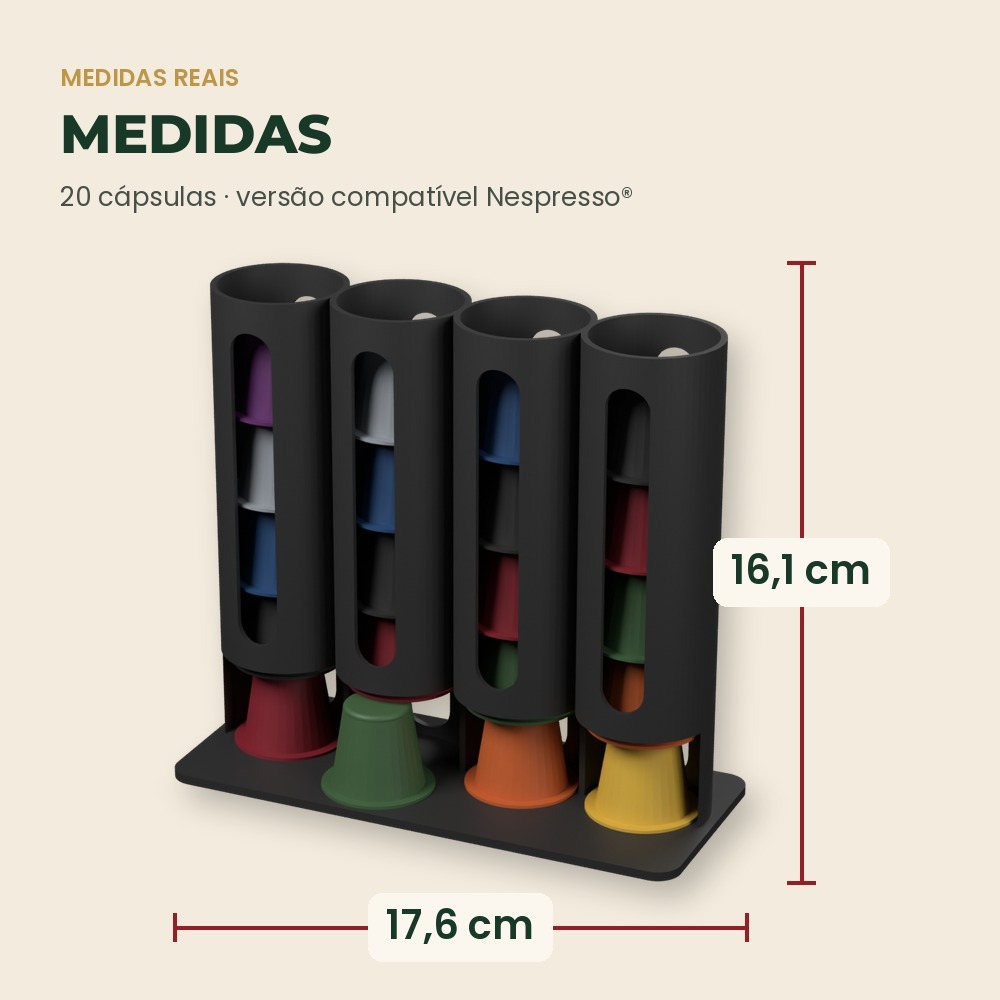 MEDIDAS REAIS
MEDIDAS
20 cápsulas · versão compatível Nespresso®
16,1 cm
17,6 cm